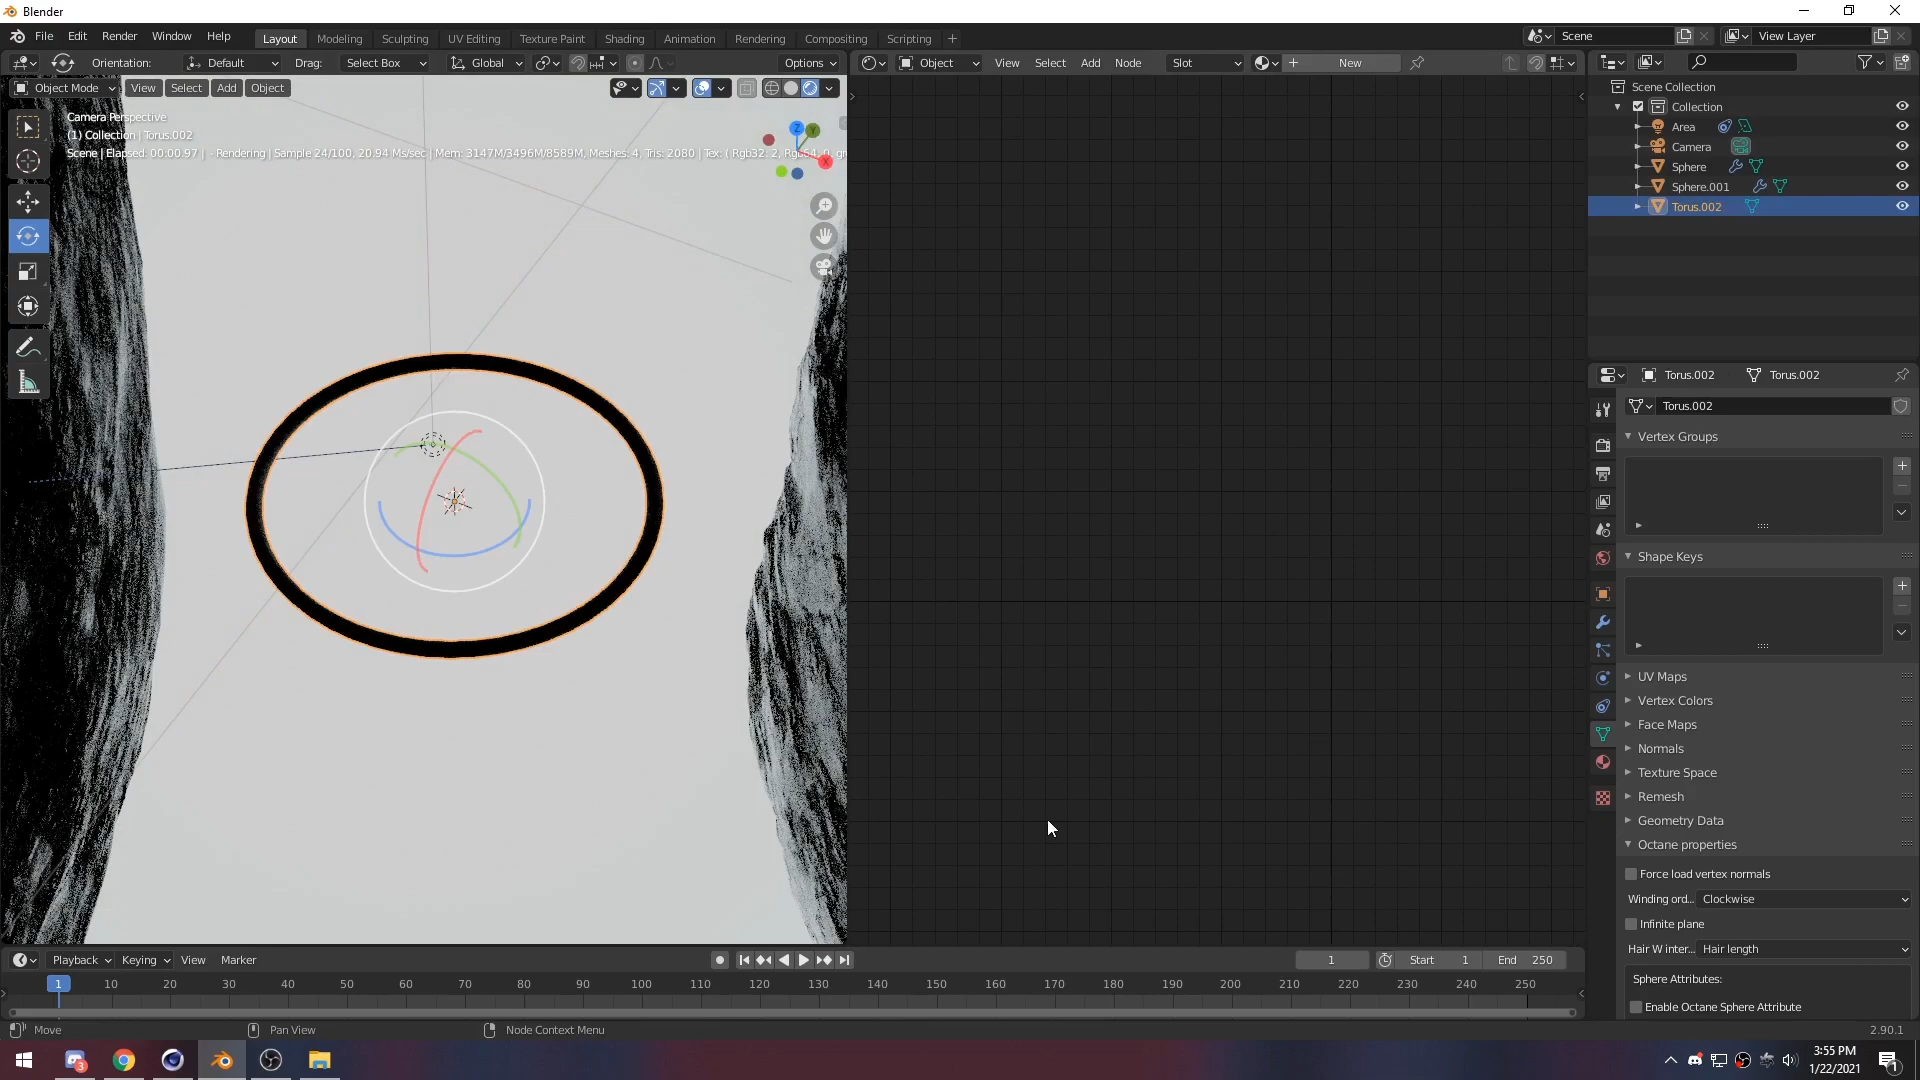 Blender
File Edit Render Window Help
Layout Modeling Sculpting UV Editing Texture Paint Shading Animation Rendering Compositing Scripting
Scene View Layer
Orientation: Default Drag: Select Box Global Options
Object View Select Add Node Slot New
Object Mode View Select Add Object
Camera Perspective
(1) Collection | Torus.002
Scene | Elapsed: 00:00.97 | - Rendering | Sample 24/100, 20.94 Ms/sec | Mem: 3147M/3496M/8589M, Meshes: 4, Tris: 2080 | Tex: ( Rgb32: 2, Rgb64: 0, gr
Z
Y
X
Scene Collection
Collection
Area
Camera
Sphere
Sphere.001
Torus.002
Torus.002 Torus.002
Torus.002
Vertex Groups
Shape Keys
UV Maps
Vertex Colors
Face Maps
Normals
Texture Space
Remesh
Geometry Data
Octane properties
Force load vertex normals
Winding ord... Clockwise
Infinite plane
Hair W inter... Hair length
Sphere Attributes:
Enable Octane Sphere Attribute
Playback Keying View Marker 1 Start 1 End 250
1 10 20 30 40 50 60 70 80 90 100 110 120 130 140 150 160 170 180 190 200 210 220 230 240 250
Move Pan View Node Context Menu 2.90.1
3
3:55 PM
1/22/2021
1